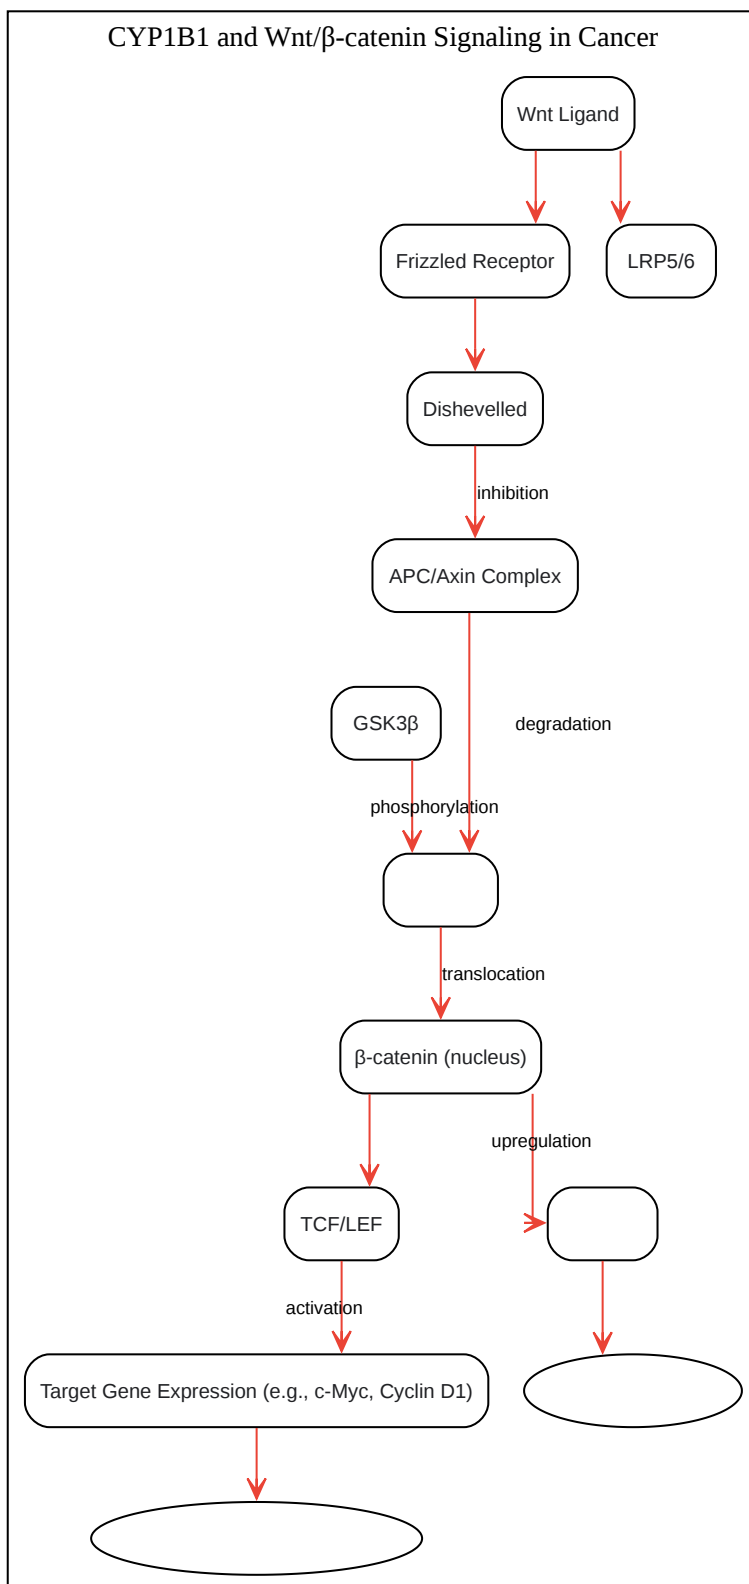 CYP1B1 and Wnt/β-catenin Signaling in Cancer
Wnt Ligand
Frizzled Receptor
LRP5/6
Dishevelled
inhibition
APC/Axin Complex
GSK3β
degradation
phosphorylation
translocation
β-catenin (nucleus)
upregulation
TCF/LEF
activation
Target Gene Expression (e.g., c-Myc, Cyclin D1)